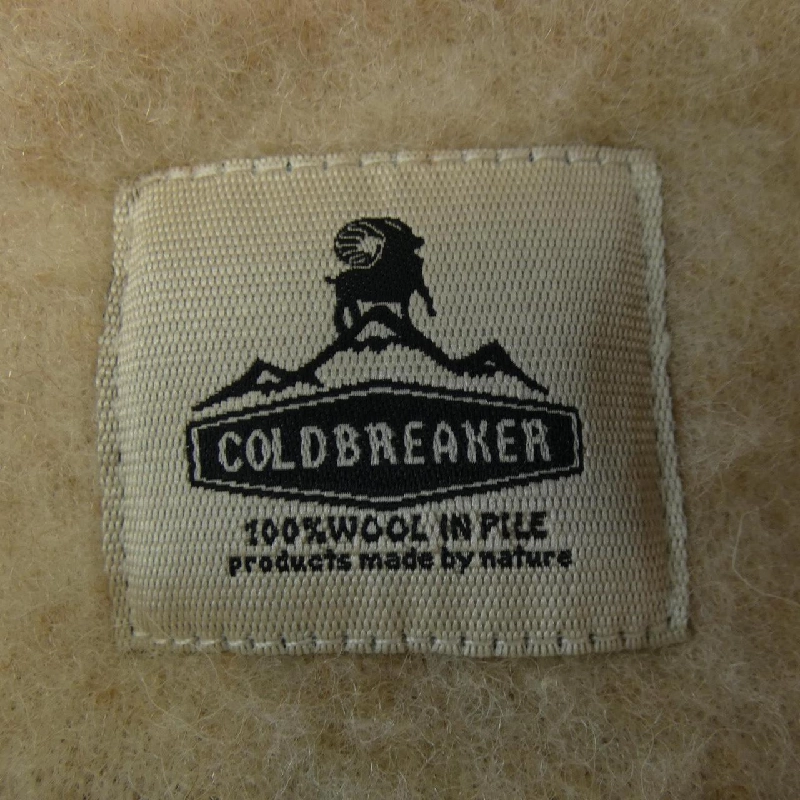 COLDBREAKER
100% WOOL IN PILE
products made by nature